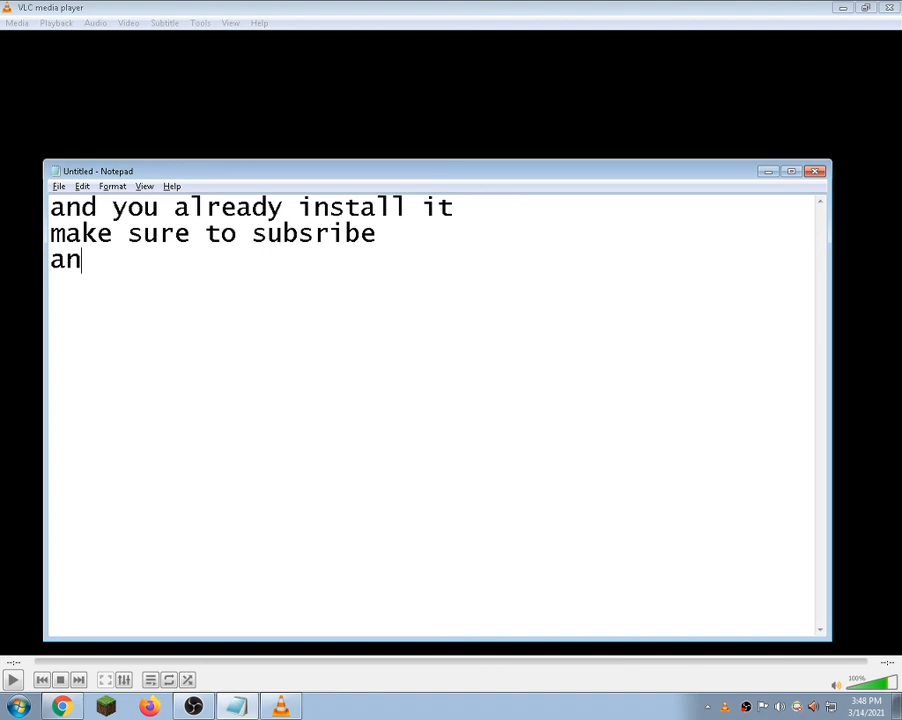 VLC media player
Media Playback Audio Video Subtitle Tools View Help
Untitled - Notepad
File Edit Format View Help
and you already install it
make sure to subsribe
an
--:-- --:--
100%
3:48 PM
3/14/2021